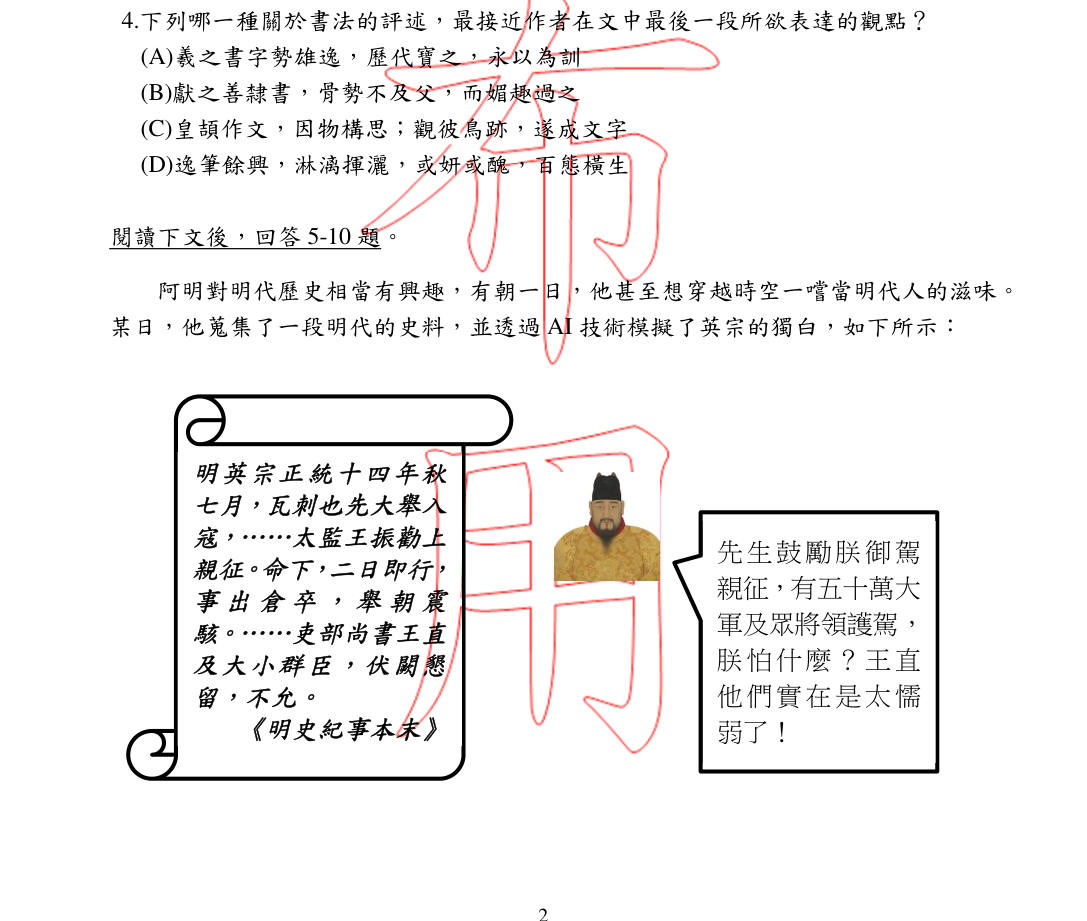 4.下列哪一種關於書法的評述，最接近作者在文中最後一段所欲表達的觀點？
(A)羲之書字勢雄逸，歷代寶之，永以為訓
(B)獻之善隸書，骨勢不及父，而媚趣過之
(C)皇頡作文，因物構思；觀彼鳥跡，遂成文字
(D)逸筆餘興，淋漓揮灑，或妍或醜，百態橫生
閱讀下文後，回答 5-10 題。
阿明對明代歷史相當有興趣，有朝一日，他甚至想穿越時空一嚐當明代人的滋味。
某日，他蒐集了一段明代的史料，並透過 AI 技術模擬了英宗的獨白，如下所示：
明英宗正統十四年秋
七月，瓦剌也先大舉入
寇，……太監王振勸上
親征。命下，二日即行，
事出倉卒，舉朝震
駭。……吏部尚書王直
及大小群臣，伏闕懇
留，不允。
《明史紀事本末》
先生鼓勵朕御駕
親征，有五十萬大
軍及眾將領護駕，
朕怕什麼？王直
他們實在是太懦
弱了！
布
用
2